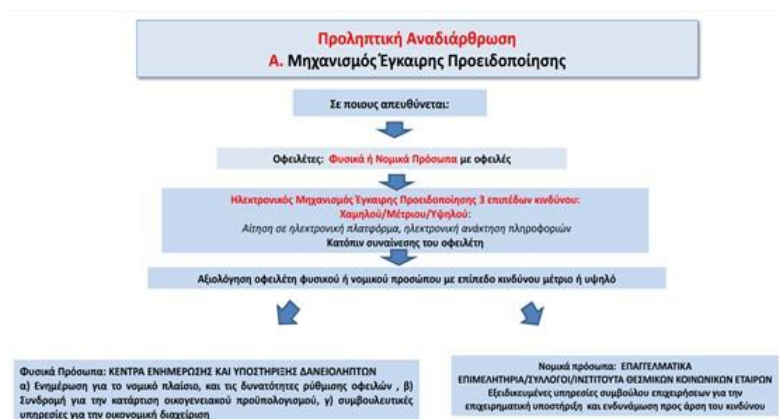 Προληπτική Αναδιάρθρωση
Α. Μηχανισμός Έγκαιρης Προειδοποίησης
Σε ποιους απευθύνεται:
Οφειλέτες: Φυσικά ή Νομικά Πρόσωπα με οφειλές
Ηλεκτρονικός Μηχανισμός Έγκαιρης Προειδοποίησης 3 επιπέδων κινδύνου:
Χαμηλού/Μέτριου/Υψηλού:
Αίτηση σε ηλεκτρονική πλατφόρμα, ηλεκτρονική ανάκτηση πληροφοριών
Κατόπιν συναίνεσης του οφειλέτη
Αξιολόγηση οφειλέτη φυσικού ή νομικού προσώπου με επίπεδο κινδύνου μέτριο ή υψηλό
Φυσικά Πρόσωπα: ΚΕΝΤΡΑ ΕΝΗΜΕΡΩΣΗΣ ΚΑΙ ΥΠΟΣΤΗΡΙΞΗΣ ΔΑΝΕΙΟΛΗΠΤΩΝ
α) Ενημέρωση για το νομικό πλαίσιο, και τις δυνατότητες ρύθμισης οφειλών , β)
Συνδρομή για την κατάρτιση οικογενειακού προϋπολογισμού, γ) συμβουλευτικές
υπηρεσίες για την οικονομική διαχείριση
Νομικά πρόσωπα: ΕΠΑΓΓΕΛΜΑΤΙΚΑ
ΕΠΙΜΕΛΗΤΗΡΙΑ/ΣΥΛΛΟΓΟΙ/ΙΝΣΤΙΤΟΥΤΑ ΘΕΣΜΙΚΩΝ ΚΟΙΝΩΝΙΚΩΝ ΕΤΑΙΡΩΝ
Εξειδικευμένες υπηρεσίες συμβούλου επιχειρήσεων για την
επιχειρηματική υποστήριξη και ενδυνάμωση προς άρση του κινδύνου